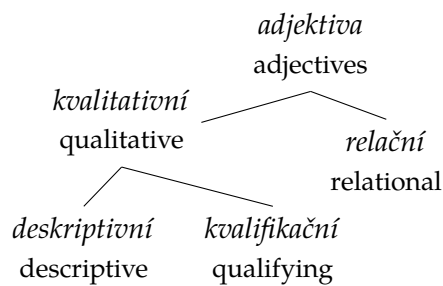 adjektiva
adjectives
kvalitativní
qualitative
relační
relational
deskriptivní
descriptive
kvalifikační
qualifying